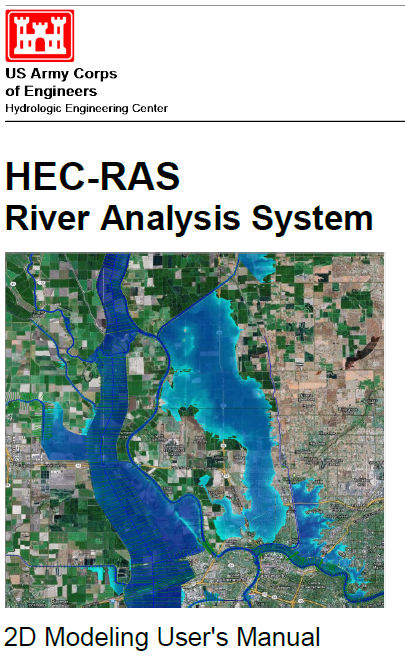 US Army Corps
of Engineers
Hydrologic Engineering Center
HEC-RAS
River Analysis System
2D Modeling User's Manual